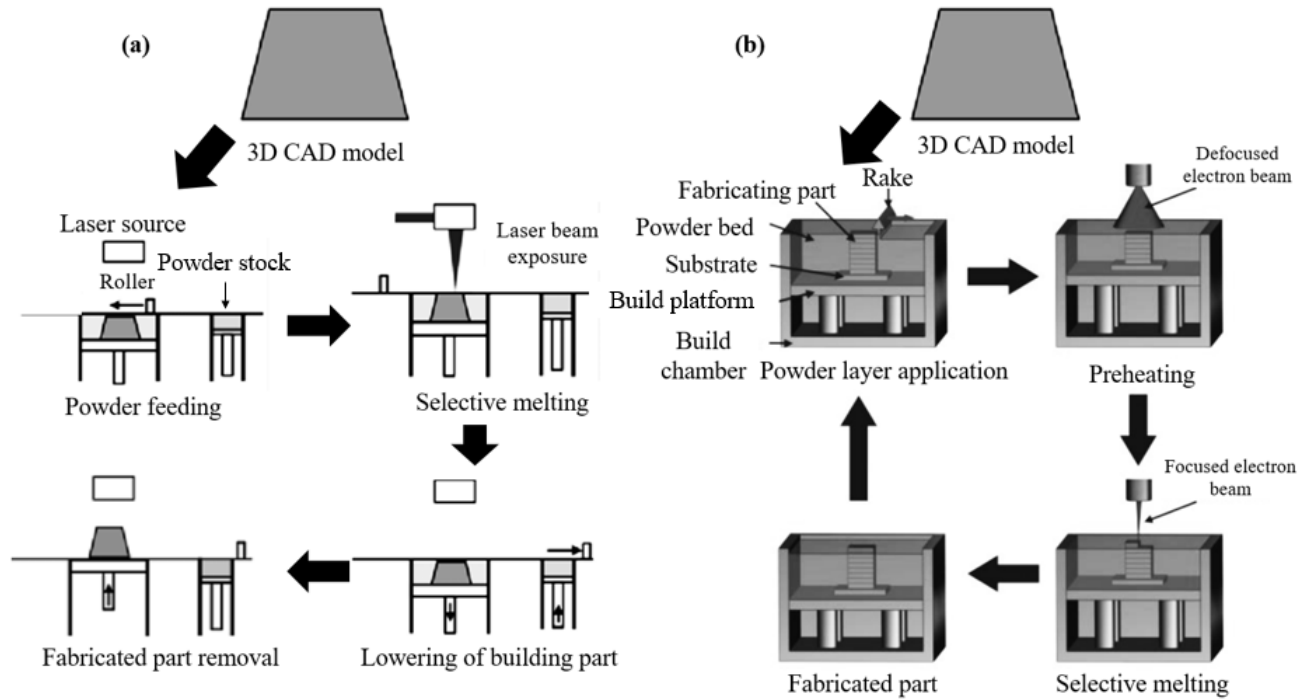 (a)
3D CAD model
Laser source
Roller
Powder stock
Powder feeding
Laser beam
exposure
Selective melting
Fabricated part removal
Lowering of building part
(b)
3D CAD model
Rake
Fabricating part
Powder bed
Substrate
Build platform
Build
chamber
Powder layer application
Defocused
electron beam
Preheating
Focused electron
beam
Fabricated part
Selective melting